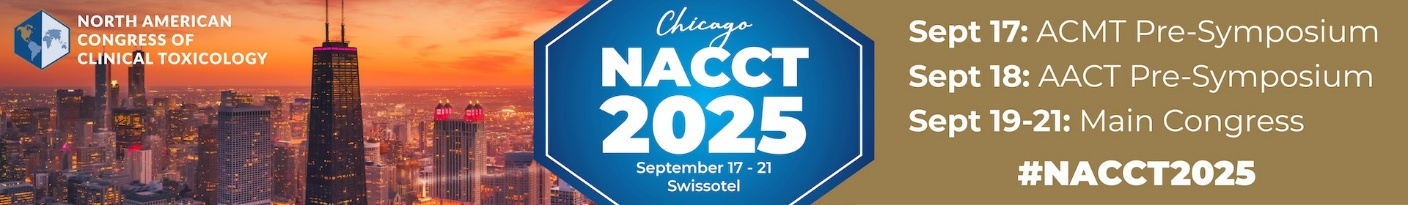 NORTH AMERICAN
CONGRESS OF
CLINICAL TOXICOLOGY
Chicago
NACCT
2025
September 17 - 21
Swissotel
Sept 17: ACMT Pre-Symposium
Sept 18: AACT Pre-Symposium
Sept 19-21: Main Congress
#NACCT2025